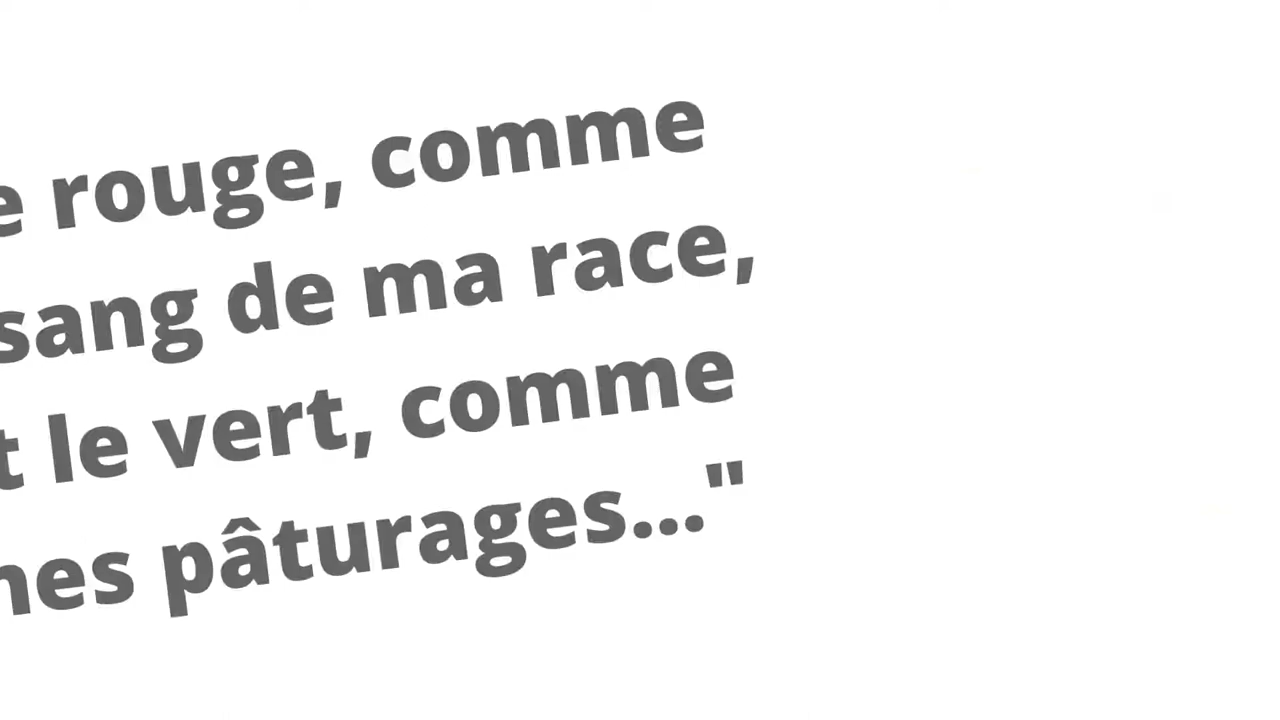 e rouge, comme
sang de ma race,
t le vert, comme
nes pâturages..."